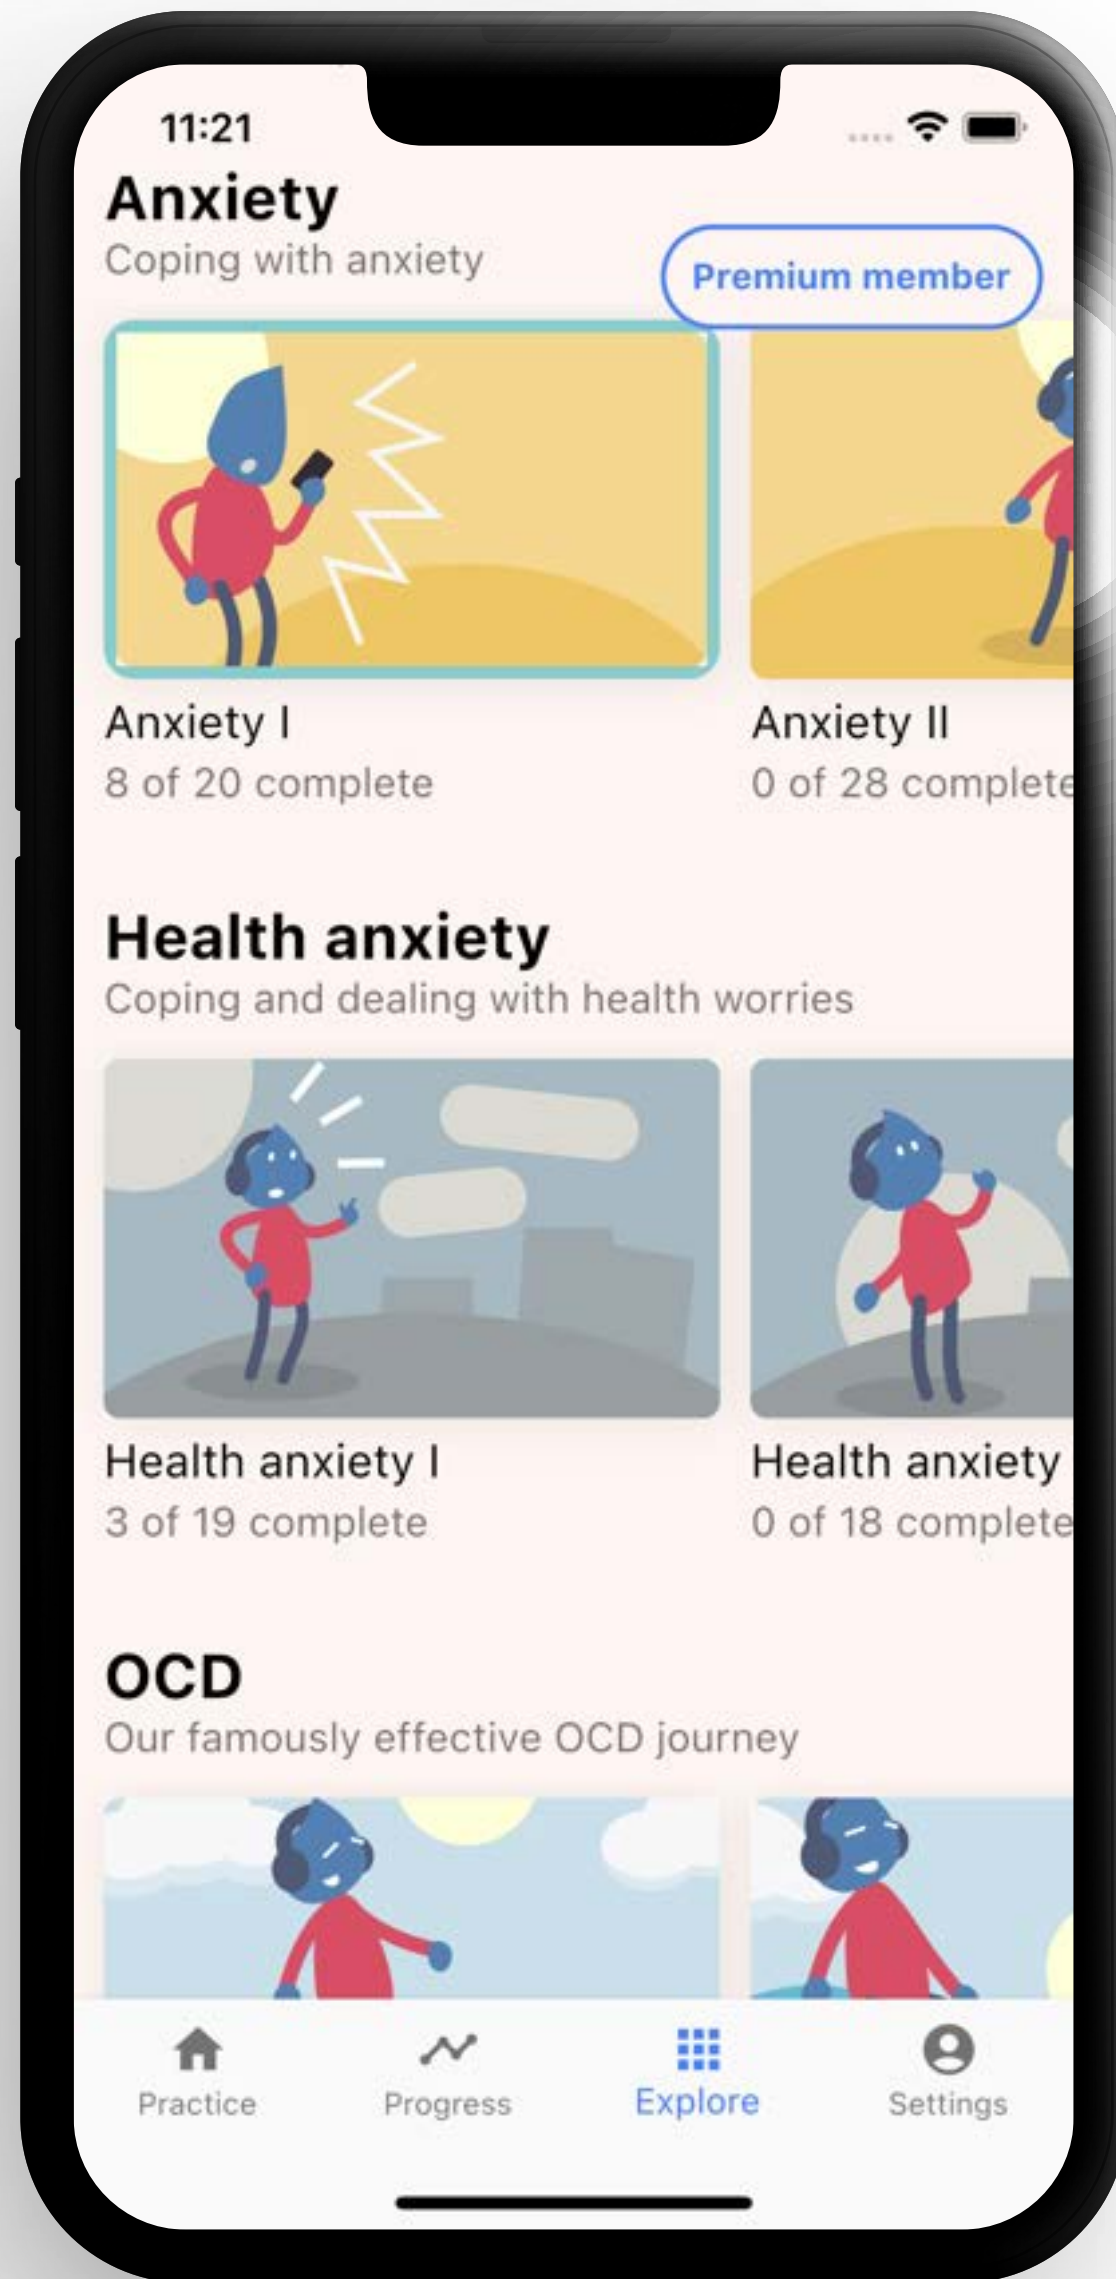 11:21
Anxiety
Coping with anxiety
Premium member
Anxiety I
8 of 20 complete
Anxiety II
0 of 28 complete
Health anxiety
Coping and dealing with health worries
Health anxiety I
3 of 19 complete
Health anxiety
0 of 18 complete
OCD
Our famously effective OCD journey
Practice
Progress
Explore
Settings